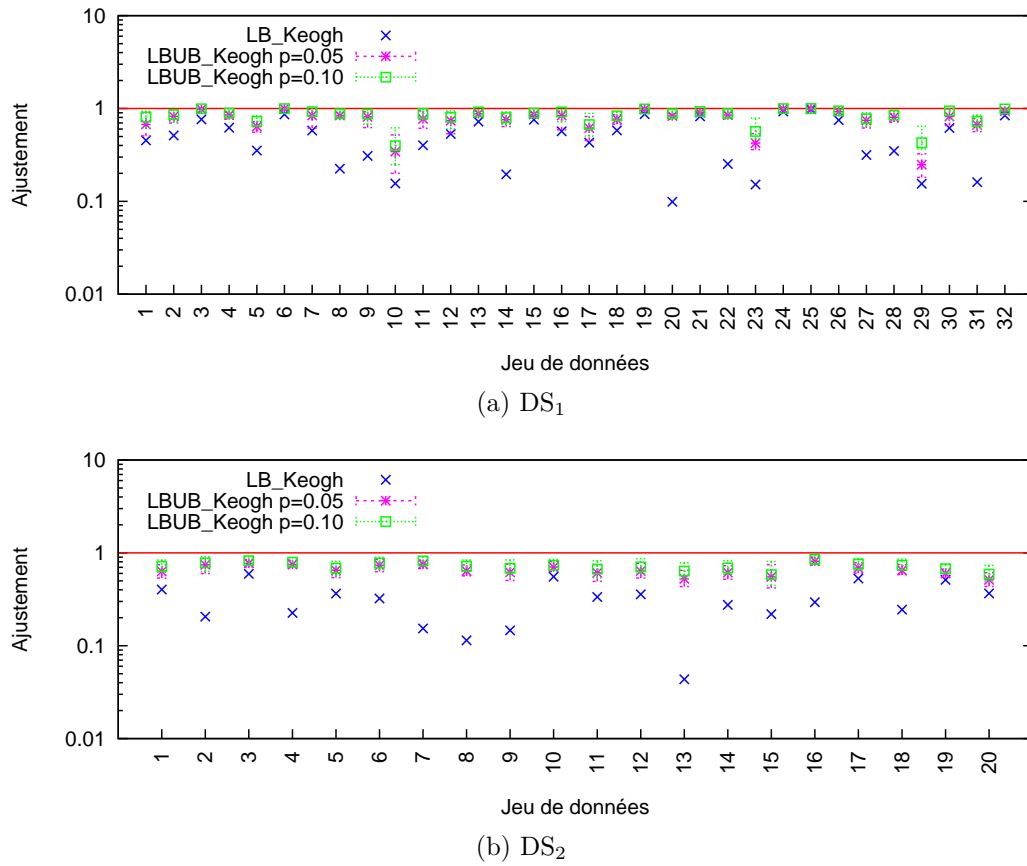 10
LB_Keogh
LBUB_Keogh p=0.05
LBUB_Keogh p=0.10
1
Ajustement
0.1
0.01
1 2 3 4 5 6 7 8 9 10 11 12 13 14 15 16 17 18 19 20 21 22 23 24 25 26 27 28 29 30 31 32
Jeu de données
(a) DS₁
10
LB_Keogh
LBUB_Keogh p=0.05
LBUB_Keogh p=0.10
1
Ajustement
0.1
0.01
1 2 3 4 5 6 7 8 9 10 11 12 13 14 15 16 17 18 19 20
Jeu de données
(b) DS₂